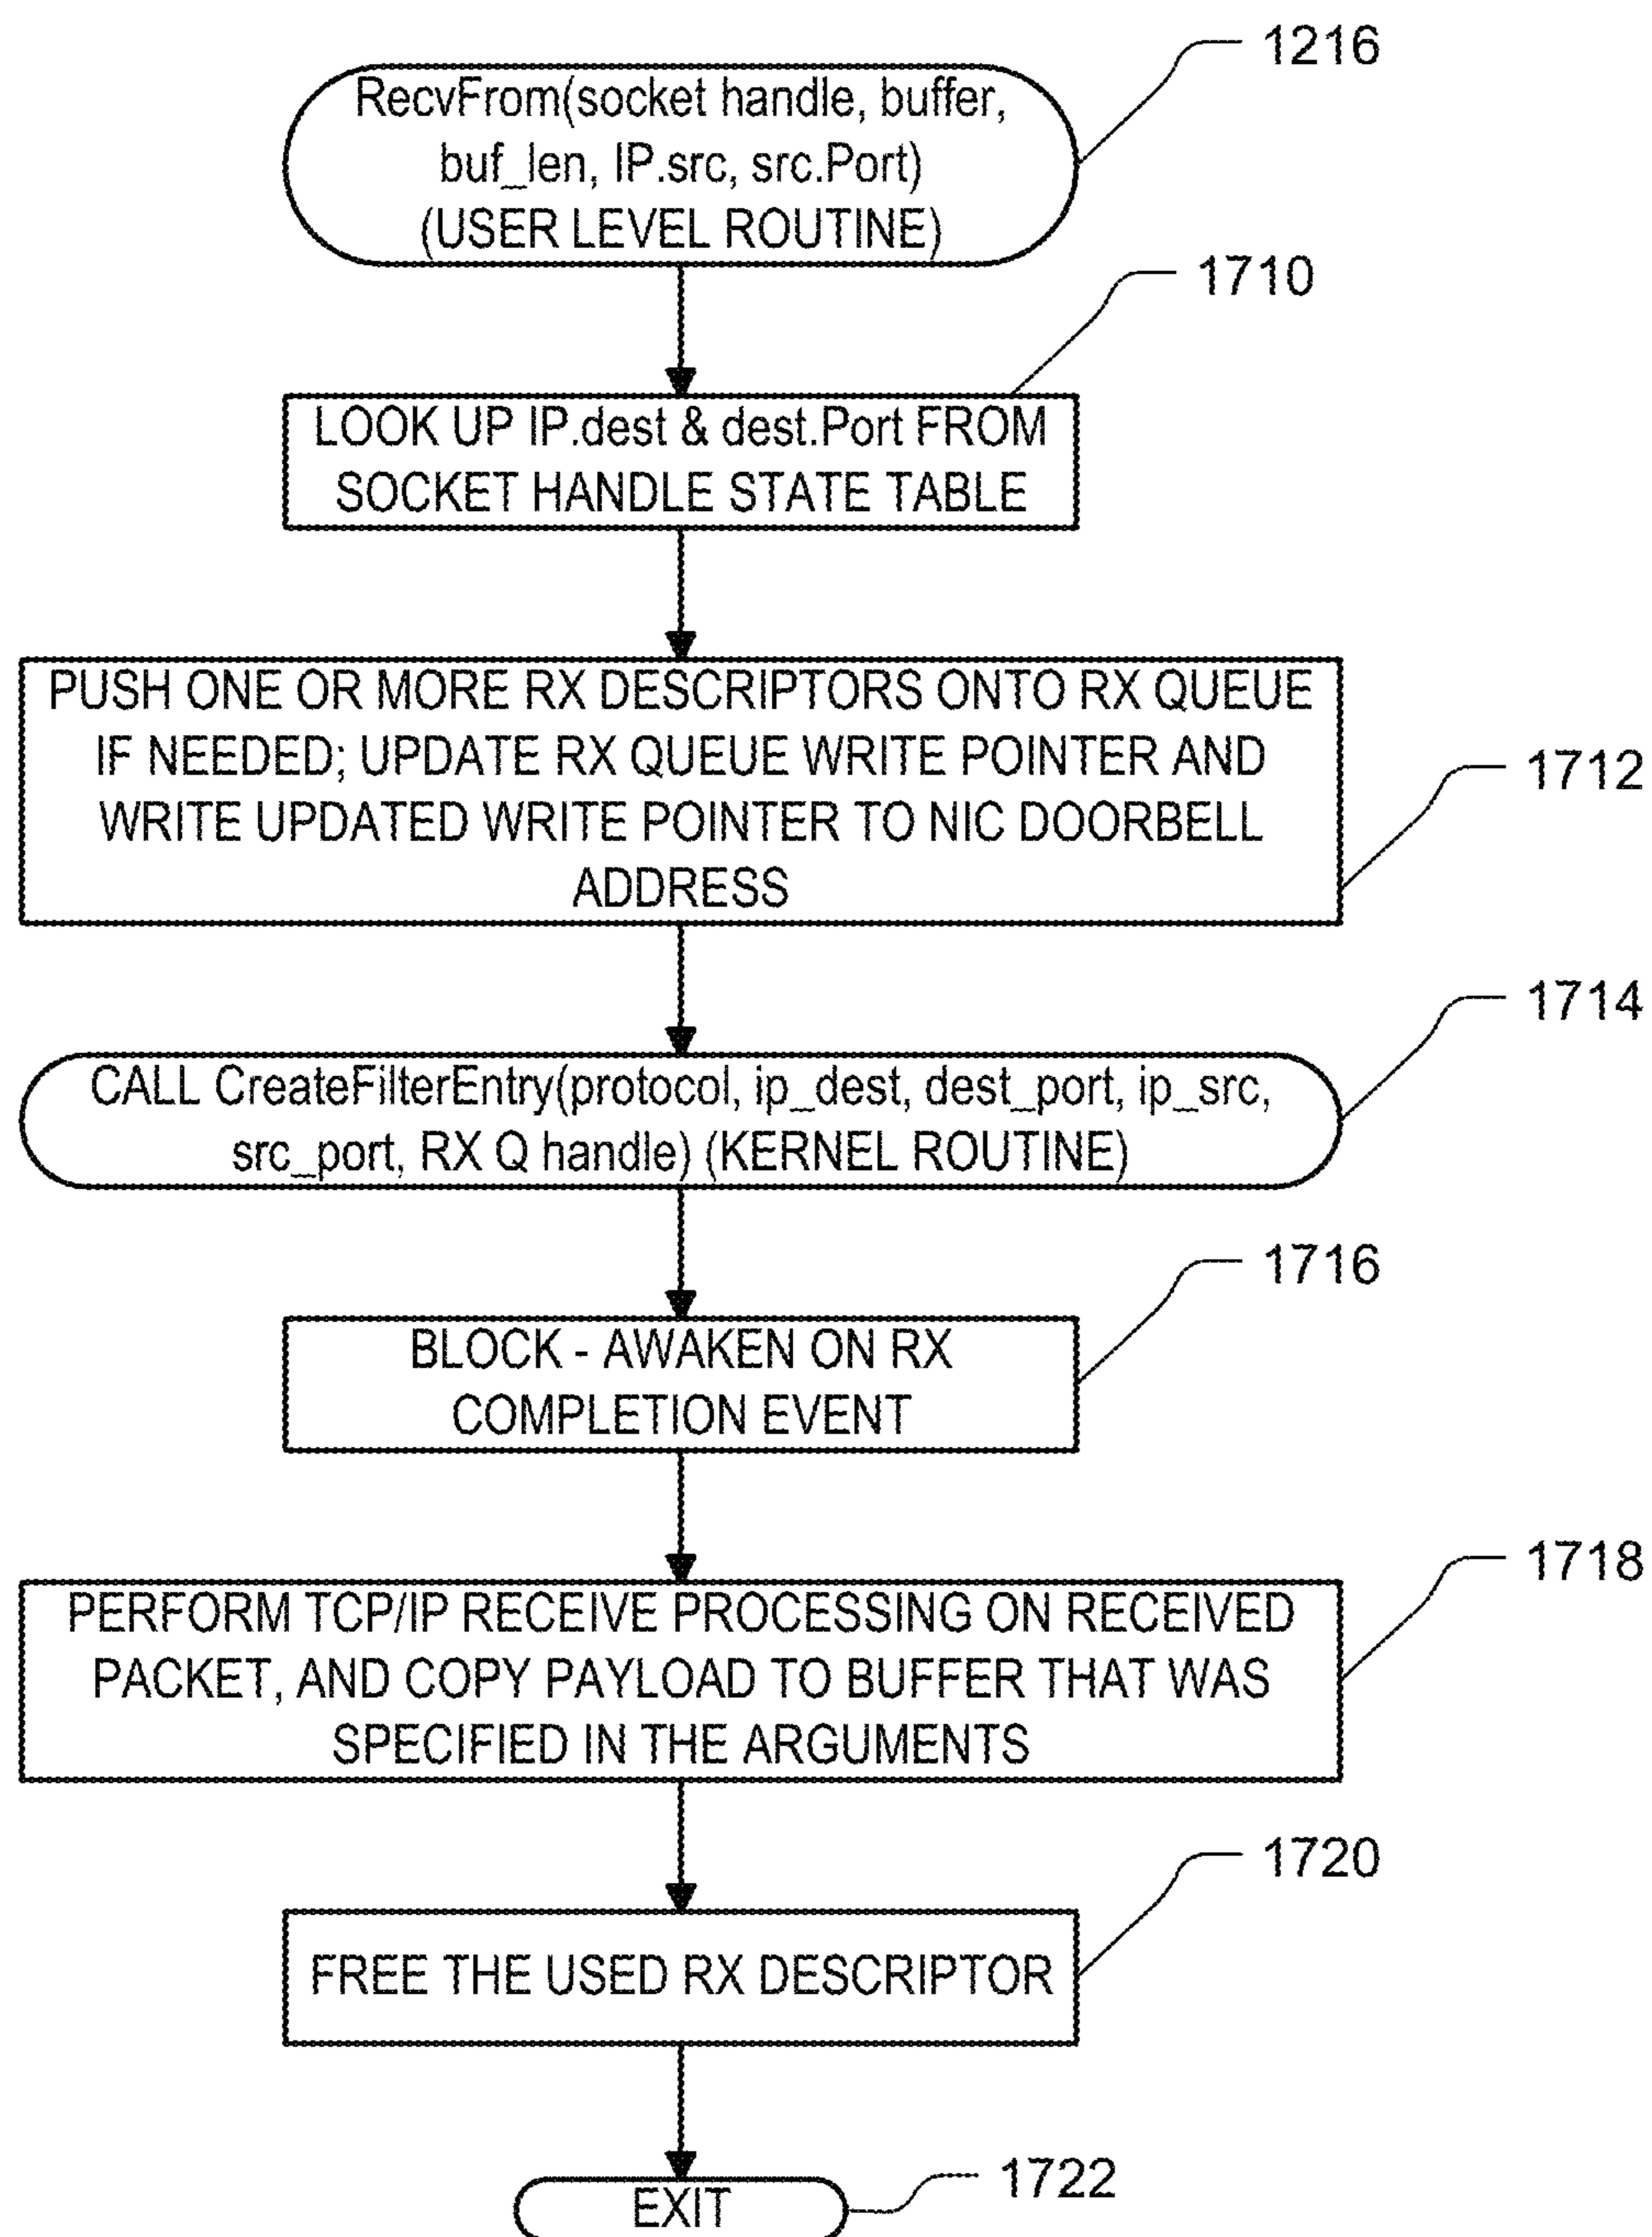 1216
RecvFrom(socket handle, buffer,
buf_len, IP.src, src.Port)
(USER LEVEL ROUTINE)
1710
LOOK UP IP.dest & dest.Port FROM
SOCKET HANDLE STATE TABLE
PUSH ONE OR MORE RX DESCRIPTORS ONTO RX QUEUE
IF NEEDED; UPDATE RX QUEUE WRITE POINTER AND
WRITE UPDATED WRITE POINTER TO NIC DOORBELL
ADDRESS
1712
1714
CALL CreateFilterEntry(protocol, ip_dest, dest_port, ip_src,
src_port, RX Q handle) (KERNEL ROUTINE)
1716
BLOCK - AWAKEN ON RX
COMPLETION EVENT
1718
PERFORM TCP/IP RECEIVE PROCESSING ON RECEIVED
PACKET, AND COPY PAYLOAD TO BUFFER THAT WAS
SPECIFIED IN THE ARGUMENTS
1720
FREE THE USED RX DESCRIPTOR
1722
EXIT